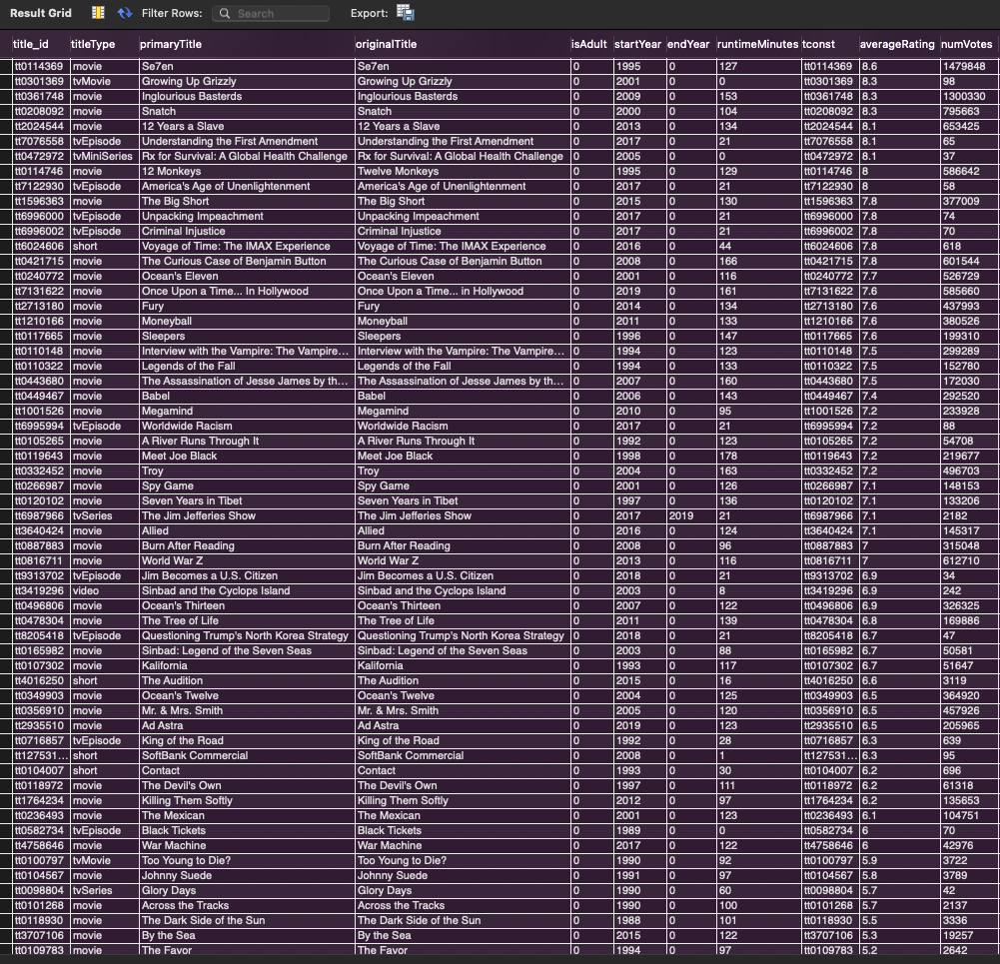 Result Grid Filter Rows: Search Export:
title_id titleType primaryTitle originalTitle isAdult startYear endYear runtimeMinutes tconst averageRating numVotes
tt0114369 movie Se7en Se7en 0 1995 0 127 tt0114369 8.6 1479848
tt0301369 tvMovie Growing Up Grizzly Growing Up Grizzly 0 2001 0 0 tt0301369 8.3 98
tt0361748 movie Inglourious Basterds Inglourious Basterds 0 2009 0 153 tt0361748 8.3 1300330
tt0208092 movie Snatch Snatch 0 2000 0 104 tt0208092 8.3 795663
tt2024544 movie 12 Years a Slave 12 Years a Slave 0 2013 0 134 tt2024544 8.1 653425
tt7076558 tvEpisode Understanding the First Amendment Understanding the First Amendment 0 2017 0 21 tt7076558 8.1 65
tt0472972 tvMiniSeries Rx for Survival: A Global Health Challenge Rx for Survival: A Global Health Challenge 0 2005 0 0 tt0472972 8.1 37
tt0114746 movie 12 Monkeys Twelve Monkeys 0 1995 0 129 tt0114746 8 586642
tt7122930 tvEpisode America's Age of Unenlightenment America's Age of Unenlightenment 0 2017 0 21 tt7122930 8 58
tt1596363 movie The Big Short The Big Short 0 2015 0 130 tt1596363 7.8 377009
tt6996000 tvEpisode Unpacking Impeachment Unpacking Impeachment 0 2017 0 21 tt6996000 7.8 74
tt6996002 tvEpisode Criminal Injustice Criminal Injustice 0 2017 0 21 tt6996002 7.8 70
tt6024606 short Voyage of Time: The IMAX Experience Voyage of Time: The IMAX Experience 0 2016 0 44 tt6024606 7.8 618
tt0421715 movie The Curious Case of Benjamin Button The Curious Case of Benjamin Button 0 2008 0 166 tt0421715 7.8 601544
tt0240772 movie Ocean's Eleven Ocean's Eleven 0 2001 0 116 tt0240772 7.7 526729
tt7131622 movie Once Upon a Time... In Hollywood Once Upon a Time... in Hollywood 0 2019 0 161 tt7131622 7.6 585660
tt2713180 movie Fury Fury 0 2014 0 134 tt2713180 7.6 437993
tt1210166 movie Moneyball Moneyball 0 2011 0 133 tt1210166 7.6 380526
tt0117665 movie Sleepers Sleepers 0 1996 0 147 tt0117665 7.6 199310
tt0110148 movie Interview with the Vampire: The Vampire... Interview with the Vampire: The Vampire... 0 1994 0 123 tt0110148 7.5 299289
tt0110322 movie Legends of the Fall Legends of the Fall 0 1994 0 133 tt0110322 7.5 152780
tt0443680 movie The Assassination of Jesse James by th... The Assassination of Jesse James by th... 0 2007 0 160 tt0443680 7.5 172030
tt0449467 movie Babel Babel 0 2006 0 143 tt0449467 7.4 292520
tt1001526 movie Megamind Megamind 0 2010 0 95 tt1001526 7.2 233928
tt6995994 tvEpisode Worldwide Racism Worldwide Racism 0 2017 0 21 tt6995994 7.2 88
tt0105265 movie A River Runs Through It A River Runs Through It 0 1992 0 123 tt0105265 7.2 54708
tt0119643 movie Meet Joe Black Meet Joe Black 0 1998 0 178 tt0119643 7.2 219677
tt0332452 movie Troy Troy 0 2004 0 163 tt0332452 7.2 496703
tt0266987 movie Spy Game Spy Game 0 2001 0 126 tt0266987 7.1 148153
tt0120102 movie Seven Years in Tibet Seven Years in Tibet 0 1997 0 136 tt0120102 7.1 133206
tt6987966 tvSeries The Jim Jefferies Show The Jim Jefferies Show 0 2017 2019 21 tt6987966 7.1 2182
tt3640424 movie Allied Allied 0 2016 0 124 tt3640424 7.1 145317
tt0887883 movie Burn After Reading Burn After Reading 0 2008 0 96 tt0887883 7 315048
tt0816711 movie World War Z World War Z 0 2013 0 116 tt0816711 7 612710
tt9313702 tvEpisode Jim Becomes a U.S. Citizen Jim Becomes a U.S. Citizen 0 2018 0 21 tt9313702 6.9 34
tt3419296 video Sinbad and the Cyclops Island Sinbad and the Cyclops Island 0 2003 0 8 tt3419296 6.9 242
tt0496806 movie Ocean's Thirteen Ocean's Thirteen 0 2007 0 122 tt0496806 6.9 326325
tt0478304 movie The Tree of Life The Tree of Life 0 2011 0 139 tt0478304 6.8 169886
tt8205418 tvEpisode Questioning Trump's North Korea Strategy Questioning Trump's North Korea Strategy 0 2018 0 21 tt8205418 6.7 47
tt0165982 movie Sinbad: Legend of the Seven Seas Sinbad: Legend of the Seven Seas 0 2003 0 88 tt0165982 6.7 50581
tt0107302 movie Kalifornia Kalifornia 0 1993 0 117 tt0107302 6.7 51647
tt4016250 short The Audition The Audition 0 2015 0 16 tt4016250 6.6 3119
tt0349903 movie Ocean's Twelve Ocean's Twelve 0 2004 0 125 tt0349903 6.5 364920
tt0356910 movie Mr. & Mrs. Smith Mr. & Mrs. Smith 0 2005 0 120 tt0356910 6.5 457926
tt2935510 movie Ad Astra Ad Astra 0 2019 0 123 tt2935510 6.5 205965
tt0716857 tvEpisode King of the Road King of the Road 0 1992 0 28 tt0716857 6.3 639
tt127531... short SoftBank Commercial SoftBank Commercial 0 2008 0 1 tt127531... 6.3 95
tt0104007 short Contact Contact 0 1993 0 30 tt0104007 6.2 696
tt0118972 movie The Devil's Own The Devil's Own 0 1997 0 111 tt0118972 6.2 61318
tt1764234 movie Killing Them Softly Killing Them Softly 0 2012 0 97 tt1764234 6.2 135653
tt0236493 movie The Mexican The Mexican 0 2001 0 123 tt0236493 6.1 104751
tt0582734 tvEpisode Black Tickets Black Tickets 0 1989 0 0 tt0582734 6 70
tt4758646 movie War Machine War Machine 0 2017 0 122 tt4758646 6 42976
tt0100797 tvMovie Too Young to Die? Too Young to Die? 0 1990 0 92 tt0100797 5.9 3722
tt0104567 movie Johnny Suede Johnny Suede 0 1991 0 97 tt0104567 5.8 3789
tt0098804 tvSeries Glory Days Glory Days 0 1990 0 60 tt0098804 5.7 42
tt0101268 movie Across the Tracks Across the Tracks 0 1990 0 100 tt0101268 5.7 2137
tt0118930 movie The Dark Side of the Sun The Dark Side of the Sun 0 1988 0 101 tt0118930 5.5 3336
tt3707106 movie By the Sea By the Sea 0 2015 0 122 tt3707106 5.3 19257
tt0109783 movie The Favor The Favor 0 1994 0 97 tt0109783 5.2 2642